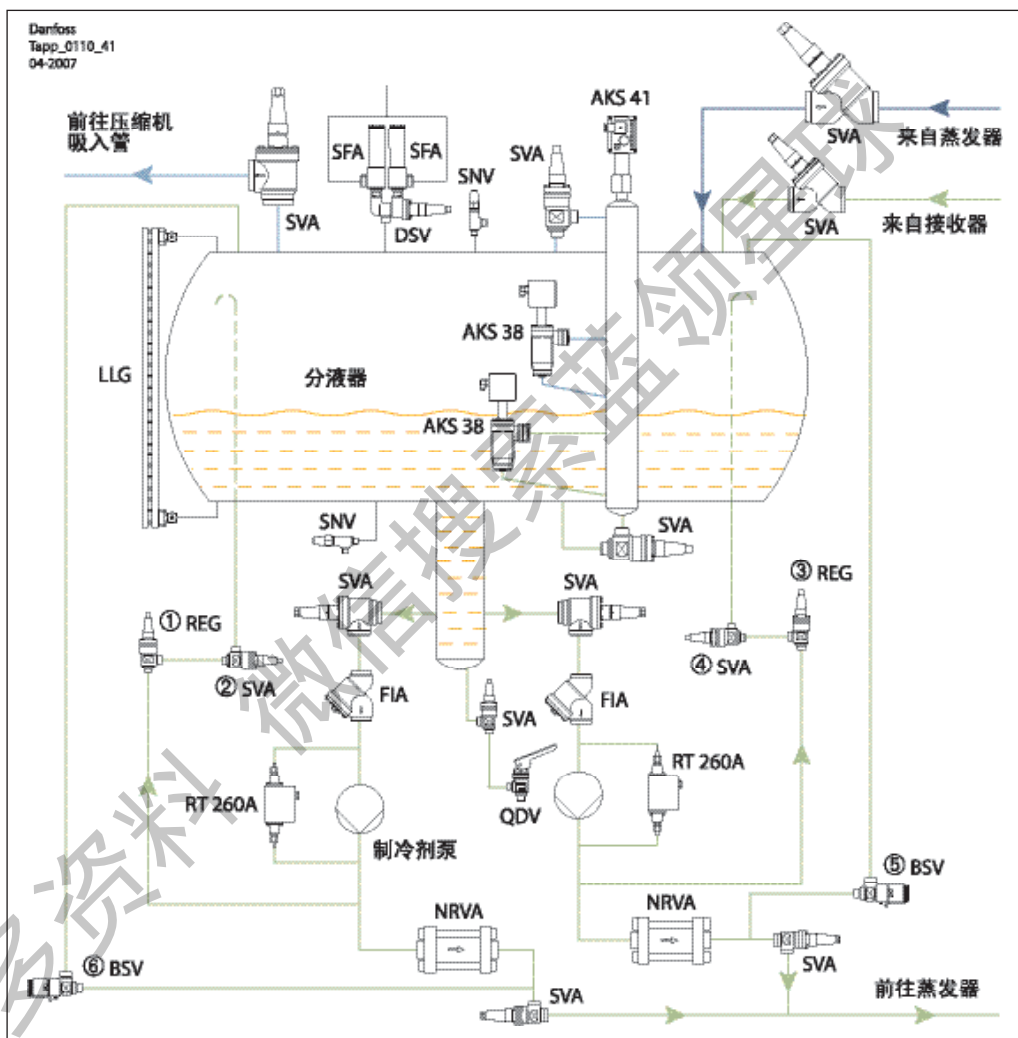 Danfoss
Tapp_0110_41
04-2007
前往压缩机
吸入管
SVA
SFA
SFA
DSV
SNV
SVA
AKS 41
SVA
来自蒸发器
SVA
来自接收器
LLG
分液器
AKS 38
AKS 38
SNV
SVA
SVA
SVA
① REG
② SVA
③ REG
④ SVA
FIA
SVA
FIA
RT 260A
QDV
RT 260A
制冷剂泵
⑤ BSV
NRVA
NRVA
SVA
⑥ BSV
SVA
前往蒸发器
多资料 微信搜索蓝领星球